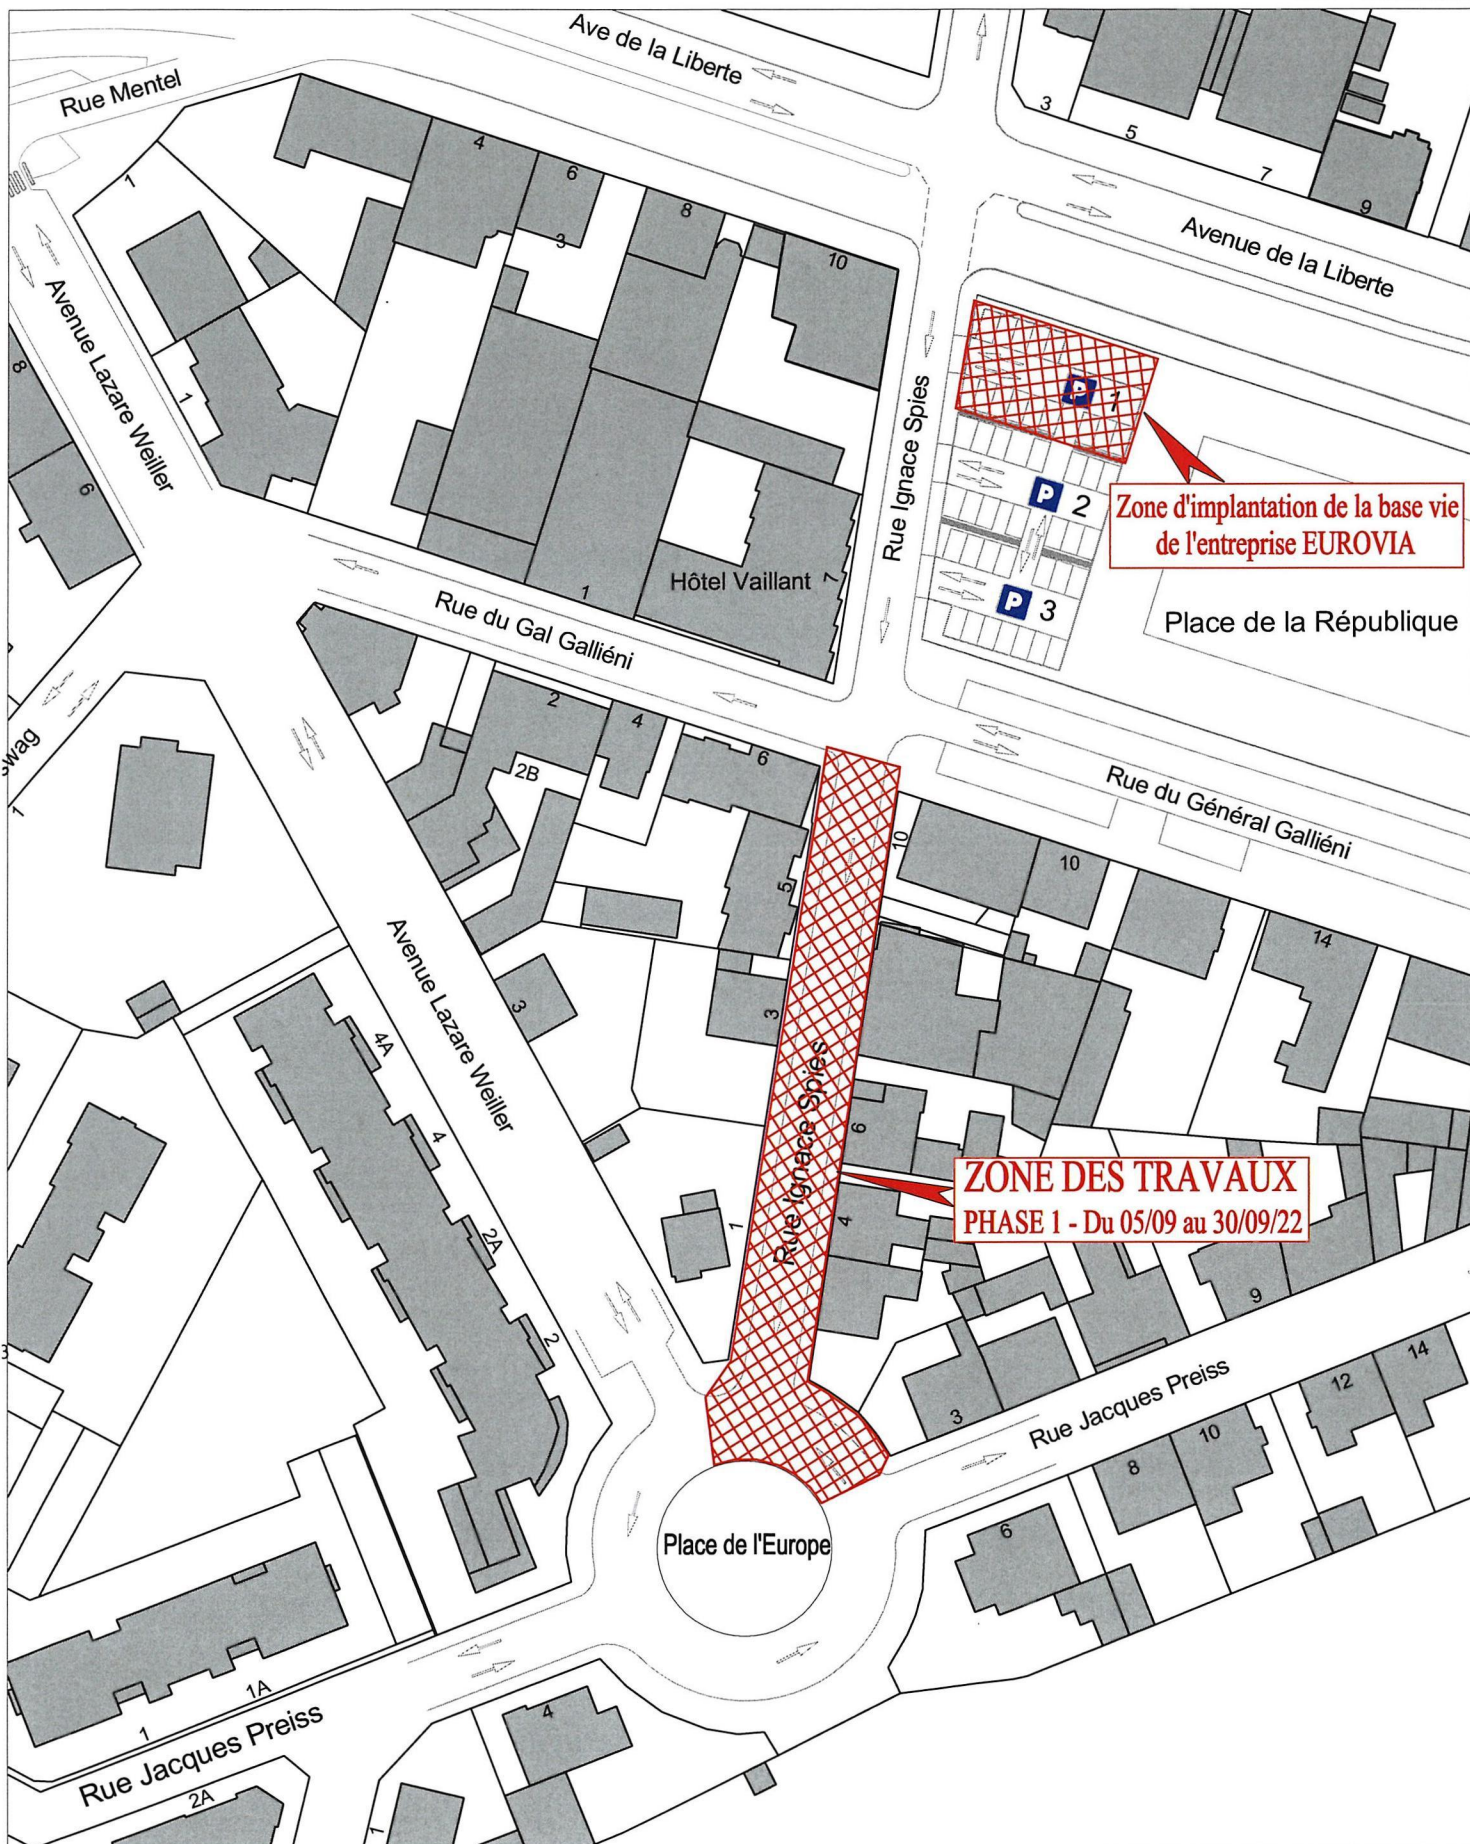 Ave de la Liberte
Rue Mentel
3
5
7
9
1
4
6
3
8
10
Avenue de la Liberte
Avenue Lazare Weiller
8
6
1
Rue Ignace Spies
P 1
P 2
P 3
Zone d'implantation de la base vie
de l'entreprise EUROVIA
Place de la République
Hôtel Vaillant
7
1
Rue du Gal Galliéni
2
4
6
2B
swag
1
Rue du Général Galliéni
10
10
14
5
3
3
Avenue Lazare Weiller
4A
4
2A
2
Rue Ignace Spies
6
4
1
ZONE DES TRAVAUX
PHASE 1 - Du 05/09 au 30/09/22
9
3
3
Rue Jacques Preiss
14
12
10
8
6
Place de l'Europe
1A
1
Rue Jacques Preiss
2A
4
1